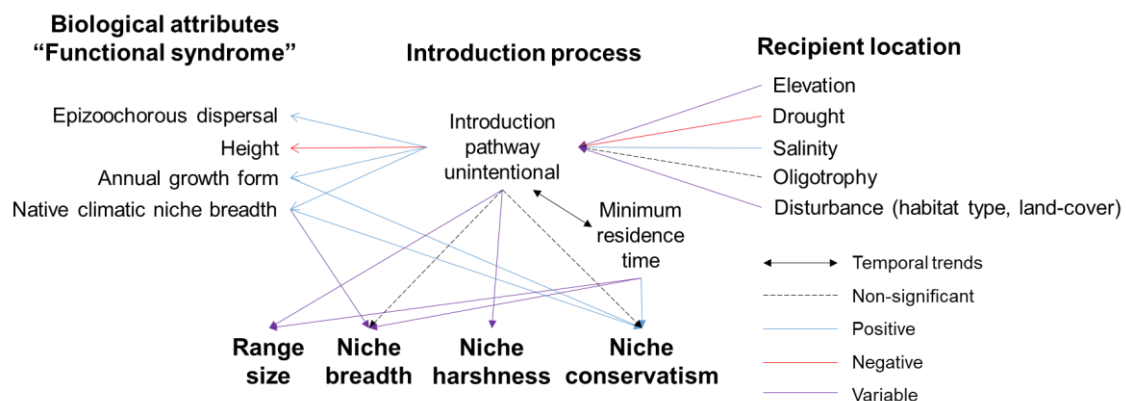 Biological attributes
“Functional syndrome”
Introduction process
Recipient location
Epizoochorous dispersal
Height
Annual growth form
Native climatic niche breadth
Introduction
pathway
unintentional
Minimum
residence
time
Elevation
Drought
Salinity
Oligotrophy
Disturbance (habitat type, land-cover)
Temporal trends
Non-significant
Positive
Negative
Variable
Range
size
Niche
breadth
Niche
harshness
Niche
conservatism